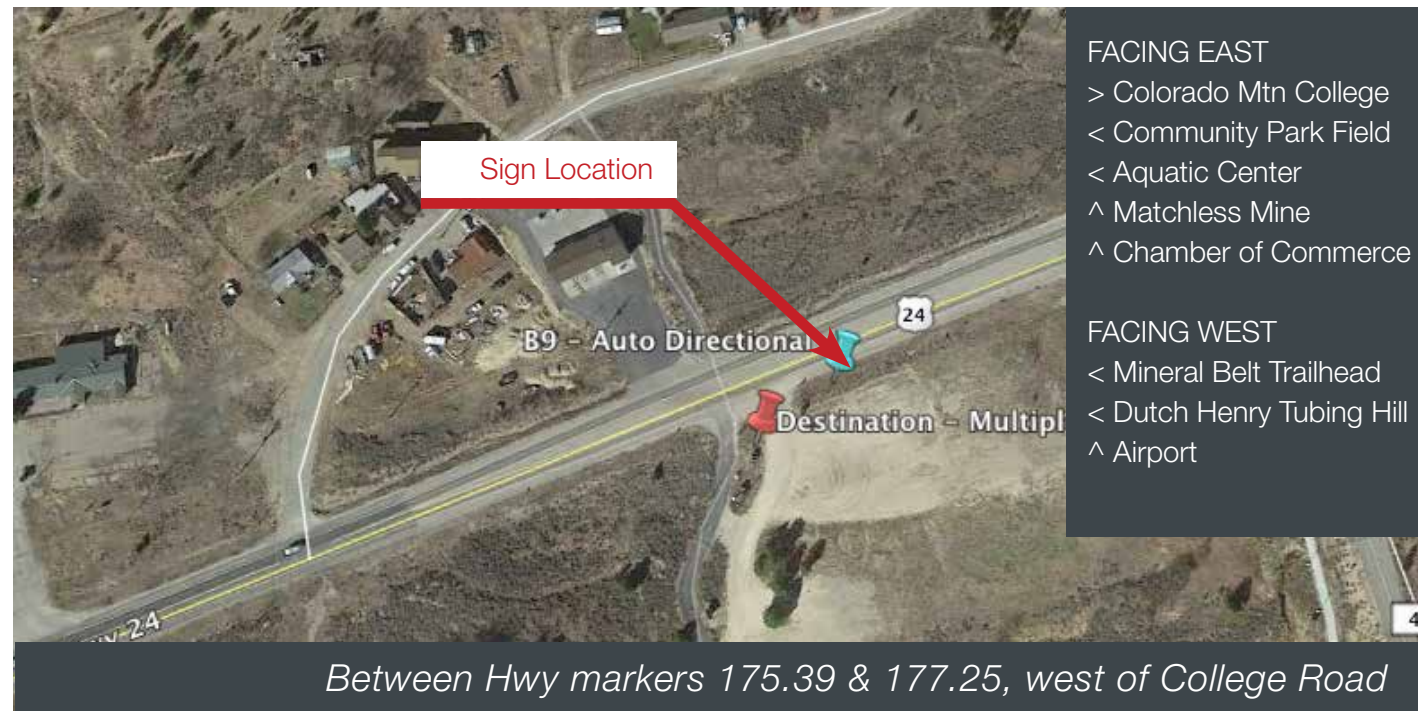 FACING EAST
> Colorado Mtn College
< Community Park Field
< Aquatic Center
^ Matchless Mine
^ Chamber of Commerce
FACING WEST
< Mineral Belt Trailhead
< Dutch Henry Tubing Hill
^ Airport
Sign Location
24
B9 - Auto Directional
Destination - Multipl
24
4
Between Hwy markers 175.39 & 177.25, west of College Road